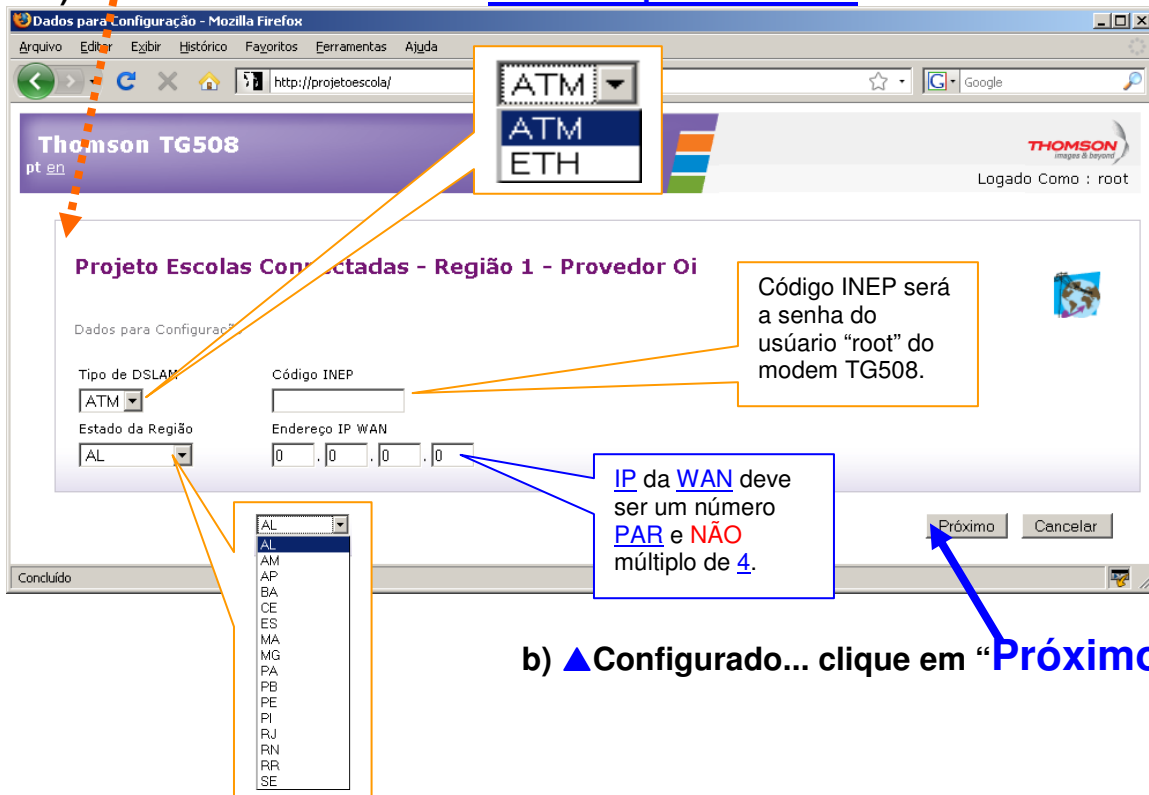 Dados para Configuração - Mozilla Firefox
Arquivo Editar Exibir Histórico Favoritos Ferramentas Ajuda
http://projetoescola/
G Google
ATM
ATM
ETH
Thomson TG508
pt en
THOMSON
images & beyond
Logado Como : root
Projeto Escolas Connectadas - Região 1 - Provedor Oi
Dados para Configuração
Código INEP será
a senha do
usúario “root” do
modem TG508.
Tipo de DSLAM
Código INEP
ATM
Estado da Região
Endereço IP WAN
AL
0 . 0 . 0 . 0
IP da WAN deve
ser um número
PAR e NÃO
múltiplo de 4.
Próximo
Cancelar
Concluído
AL
AL
AM
AP
BA
CE
ES
MA
MG
PA
PB
PE
PI
RJ
RN
RR
SE
b) ▲Configurado... clique em “Próximo